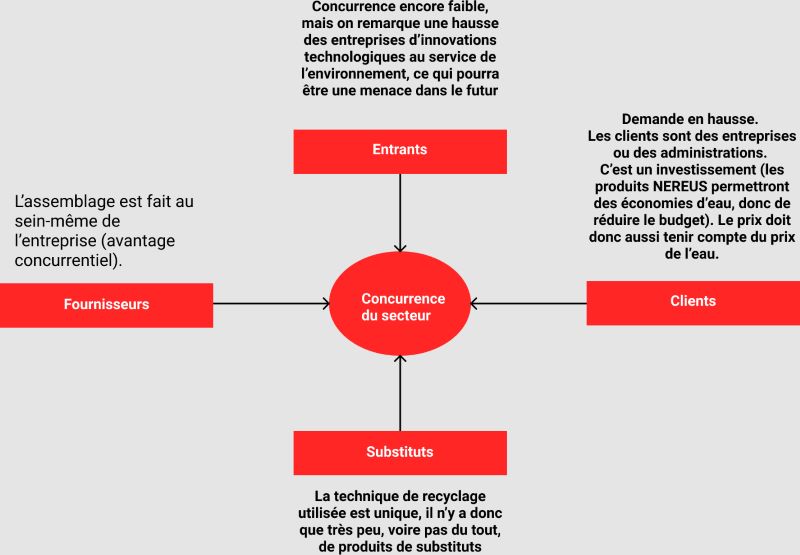 Concurrence encore faible,
mais on remarque une hausse
des entreprises d'innovations
technologiques au service de
l'environnement, ce qui pourra
être une menace dans le futur
Entrants
Demande en hausse.
Les clients sont des entreprises
ou des administrations.
C'est un investissement (les
produits NEREUS permettront
des économies d'eau, donc de
réduire le budget). Le prix doit
donc aussi tenir compte du prix
de l'eau.
Clients
L'assemblage est fait au
sein-même de
l'entreprise (avantage
concurrentiel).
Fournisseurs
Concurrence
du secteur
Substituts
La technique de recyclage
utilisée est unique, il n'y a donc
que très peu, voire pas du tout,
de produits de substituts